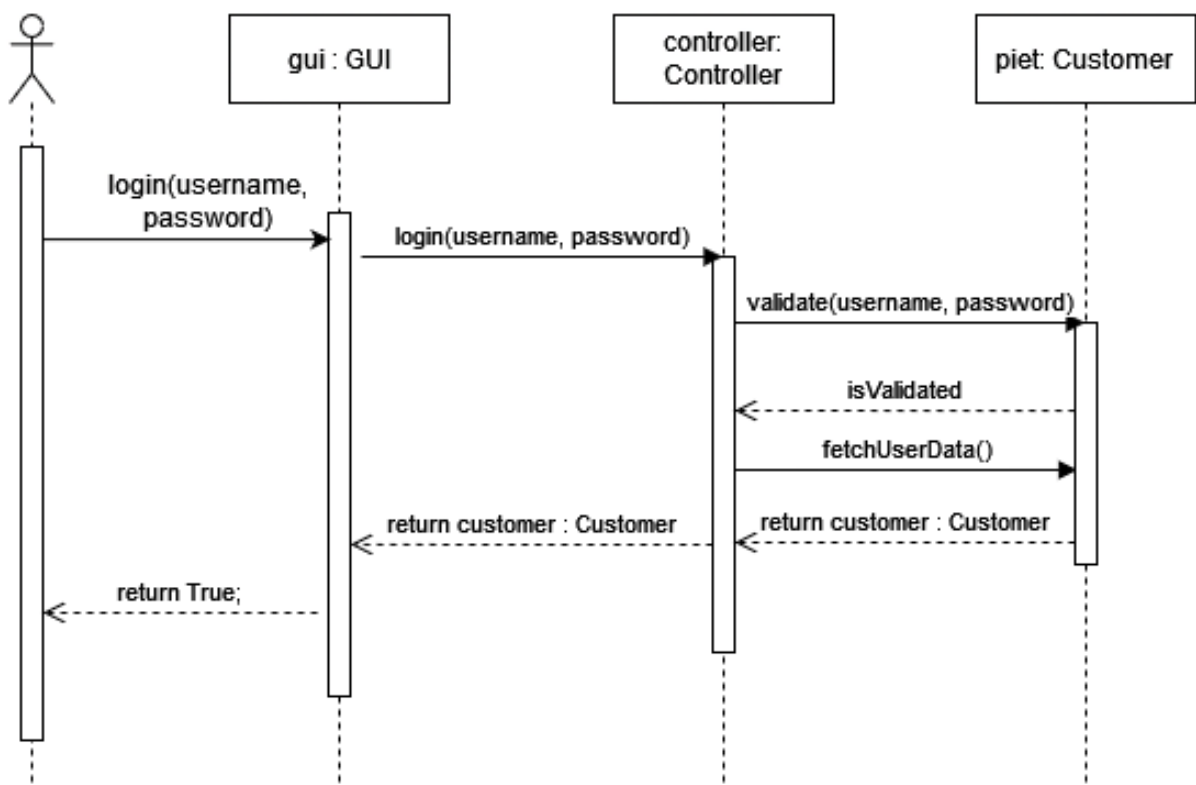 gui : GUI
controller:
Controller
piet: Customer
login(username,
password)
login(username, password)
validate(username, password)
isValidated
fetchUserData()
return customer : Customer
return customer : Customer
return True;